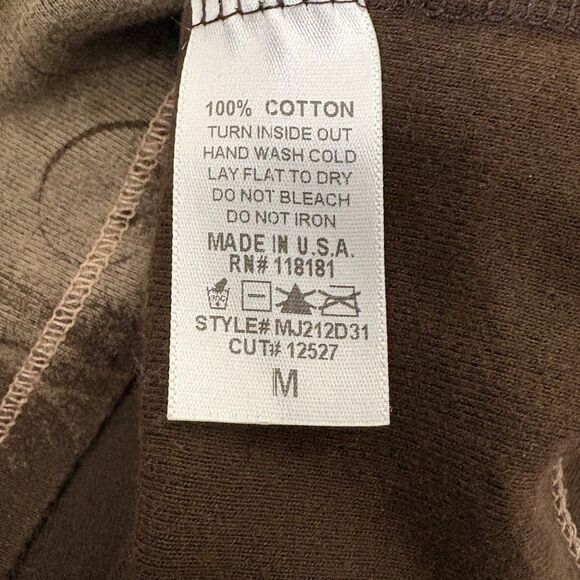 100% COTTON
TURN INSIDE OUT
HAND WASH COLD
LAY FLAT TO DRY
DO NOT BLEACH
DO NOT IRON
MADE IN U.S.A.
RN# 118181
STYLE# MJ212D31
CUT# 12527
M